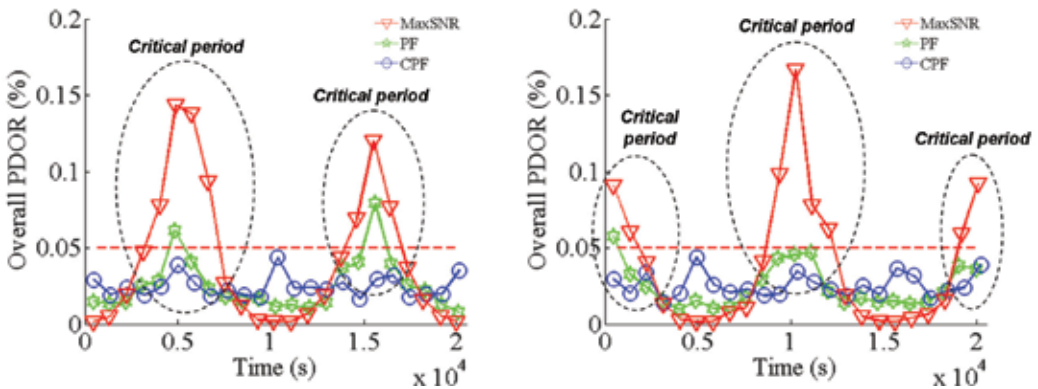 0.2
0.15
0.1
0.05
0
Overall PDOR (%)
Critical period
Critical period
MaxSNR
PF
CPF
0 0.5 1 1.5 2
Time (s)
x 10^4
0.2
0.15
0.1
0.05
0
Overall PDOR (%)
Critical
period
Critical period
Critical period
MaxSNR
PF
CPF
0 0.5 1 1.5 2
Time (s)
x 10^4